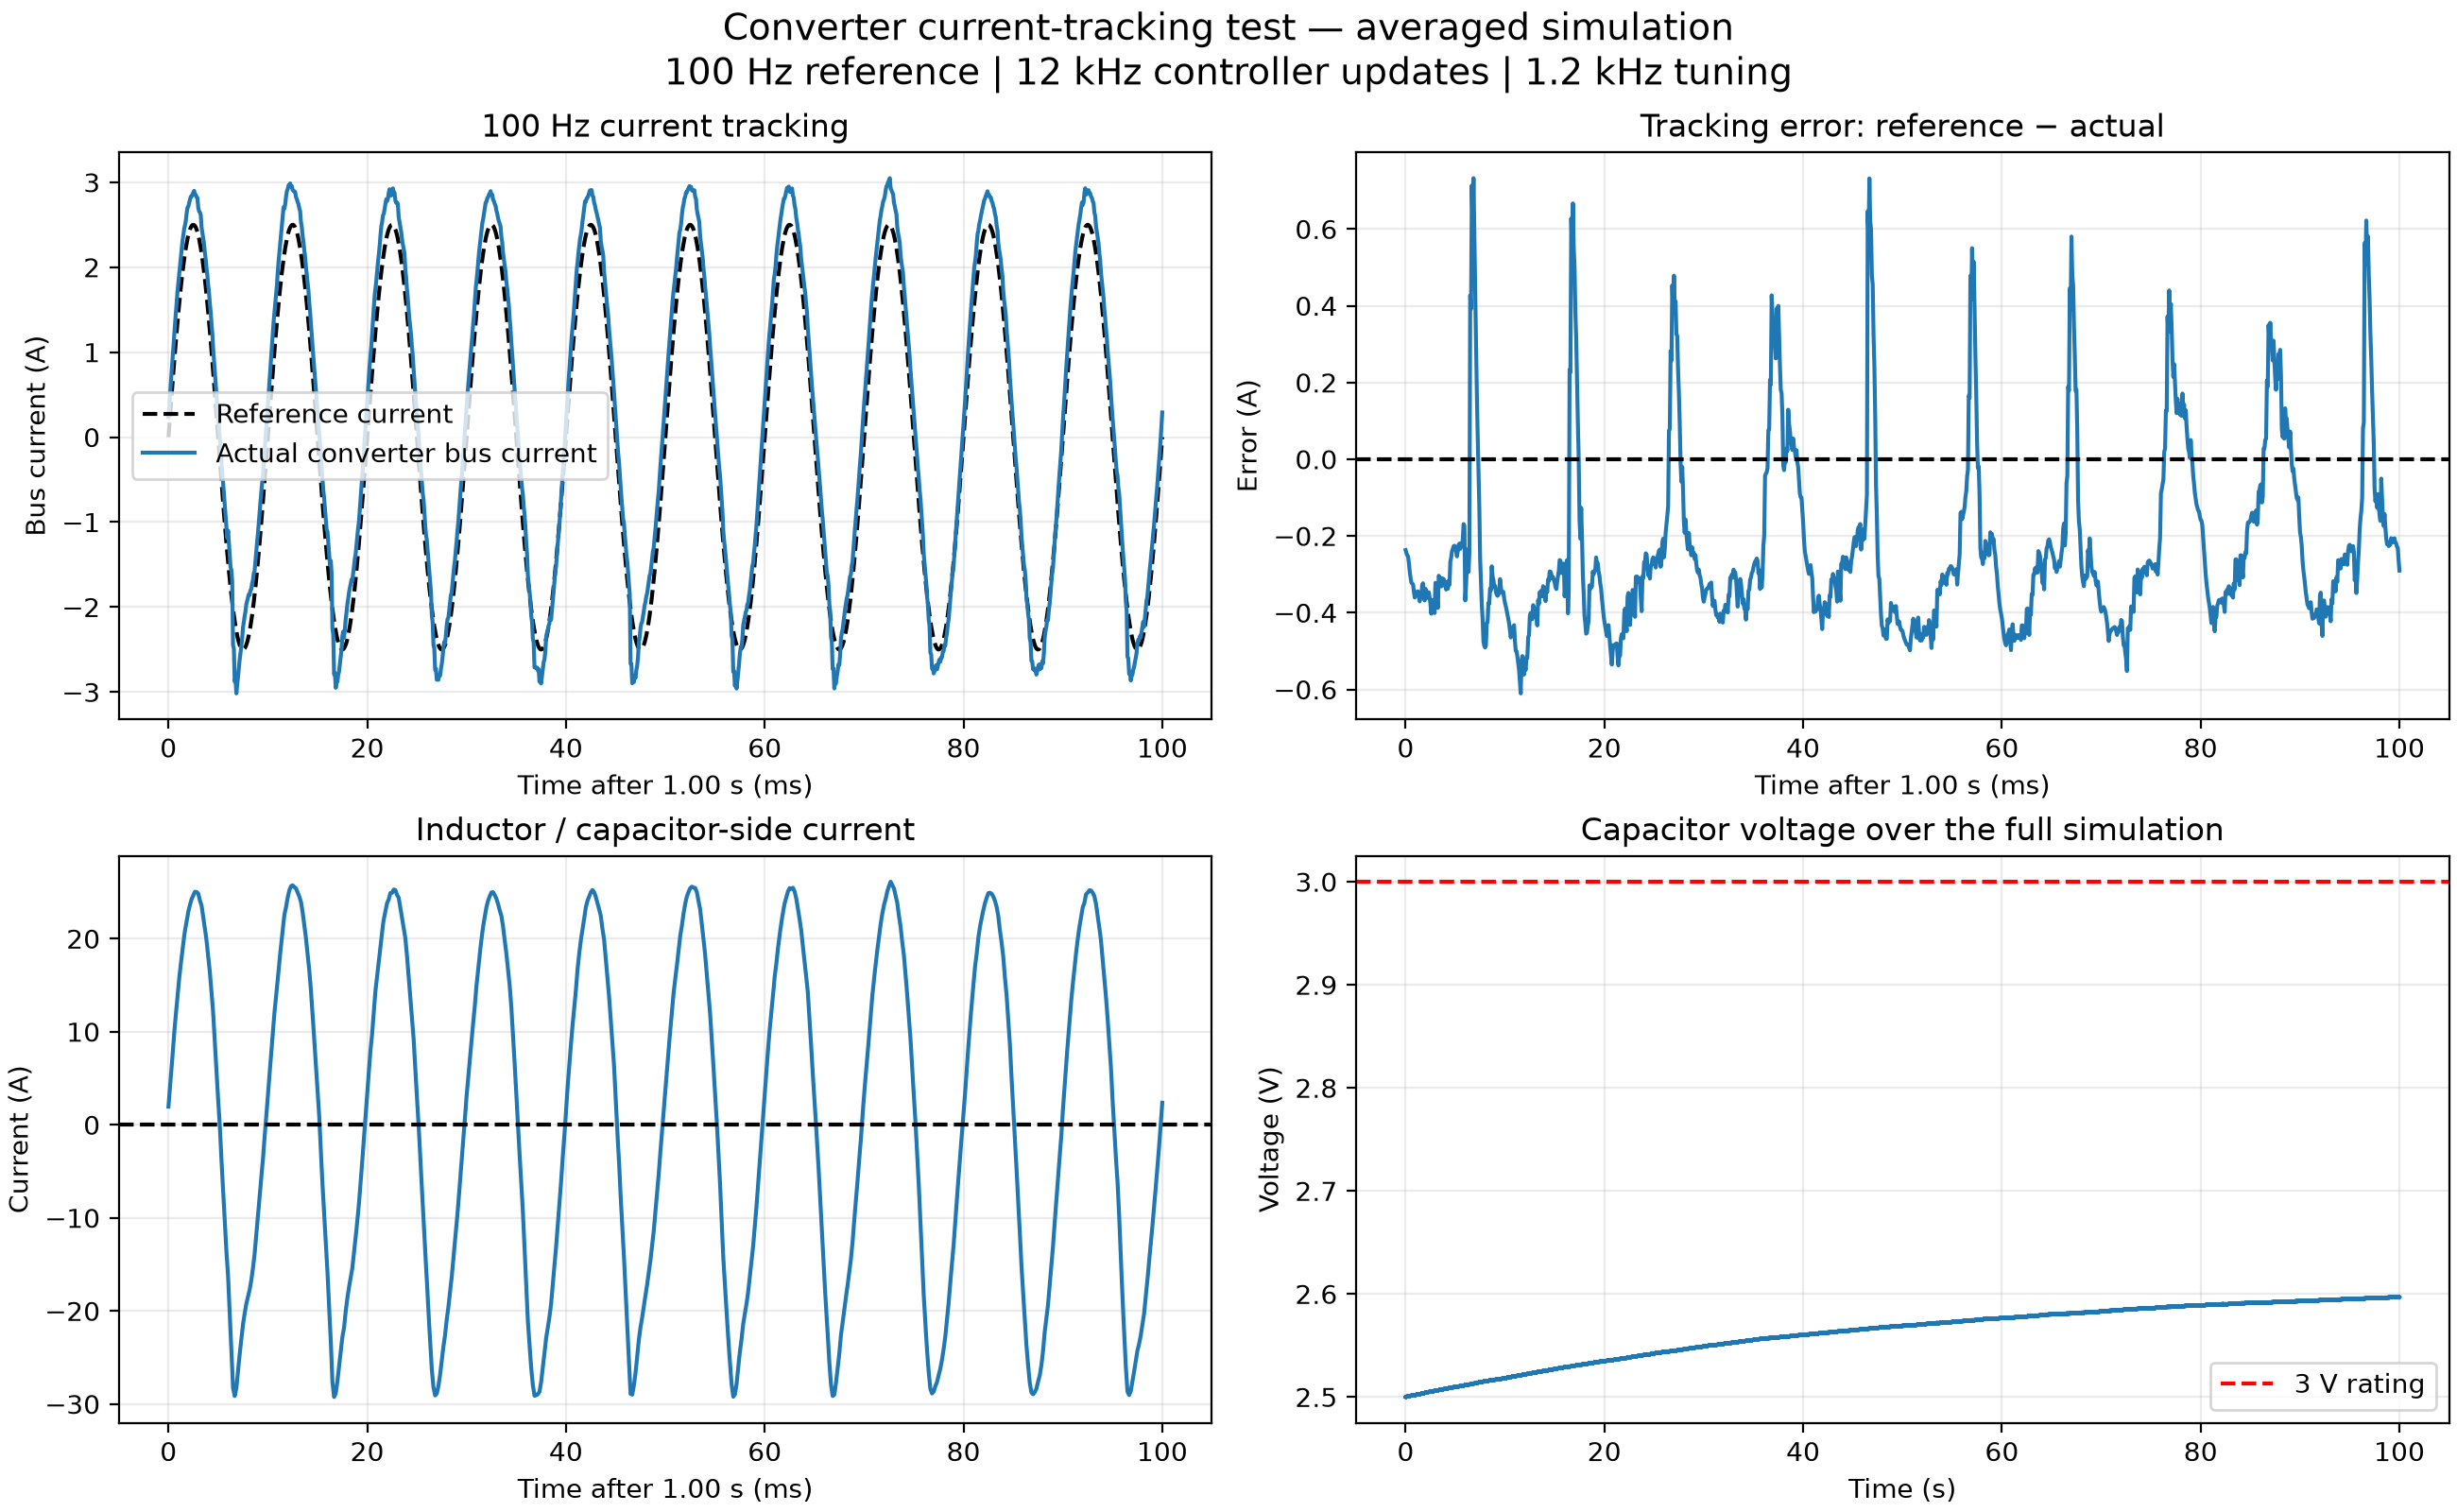 Converter current-tracking test — averaged simulation
100 Hz reference | 12 kHz controller updates | 1.2 kHz tuning
100 Hz current tracking
Bus current (A)
3
2
1
0
−1
−2
−3
Reference current
Actual converter bus current
0 20 40 60 80 100
Time after 1.00 s (ms)
Tracking error: reference − actual
Error (A)
0.6
0.4
0.2
0.0
−0.2
−0.4
−0.6
0 20 40 60 80 100
Time after 1.00 s (ms)
Inductor / capacitor-side current
Current (A)
20
10
0
−10
−20
−30
0 20 40 60 80 100
Time after 1.00 s (ms)
Capacitor voltage over the full simulation
Voltage (V)
3.0
2.9
2.8
2.7
2.6
2.5
3 V rating
0 20 40 60 80 100
Time (s)